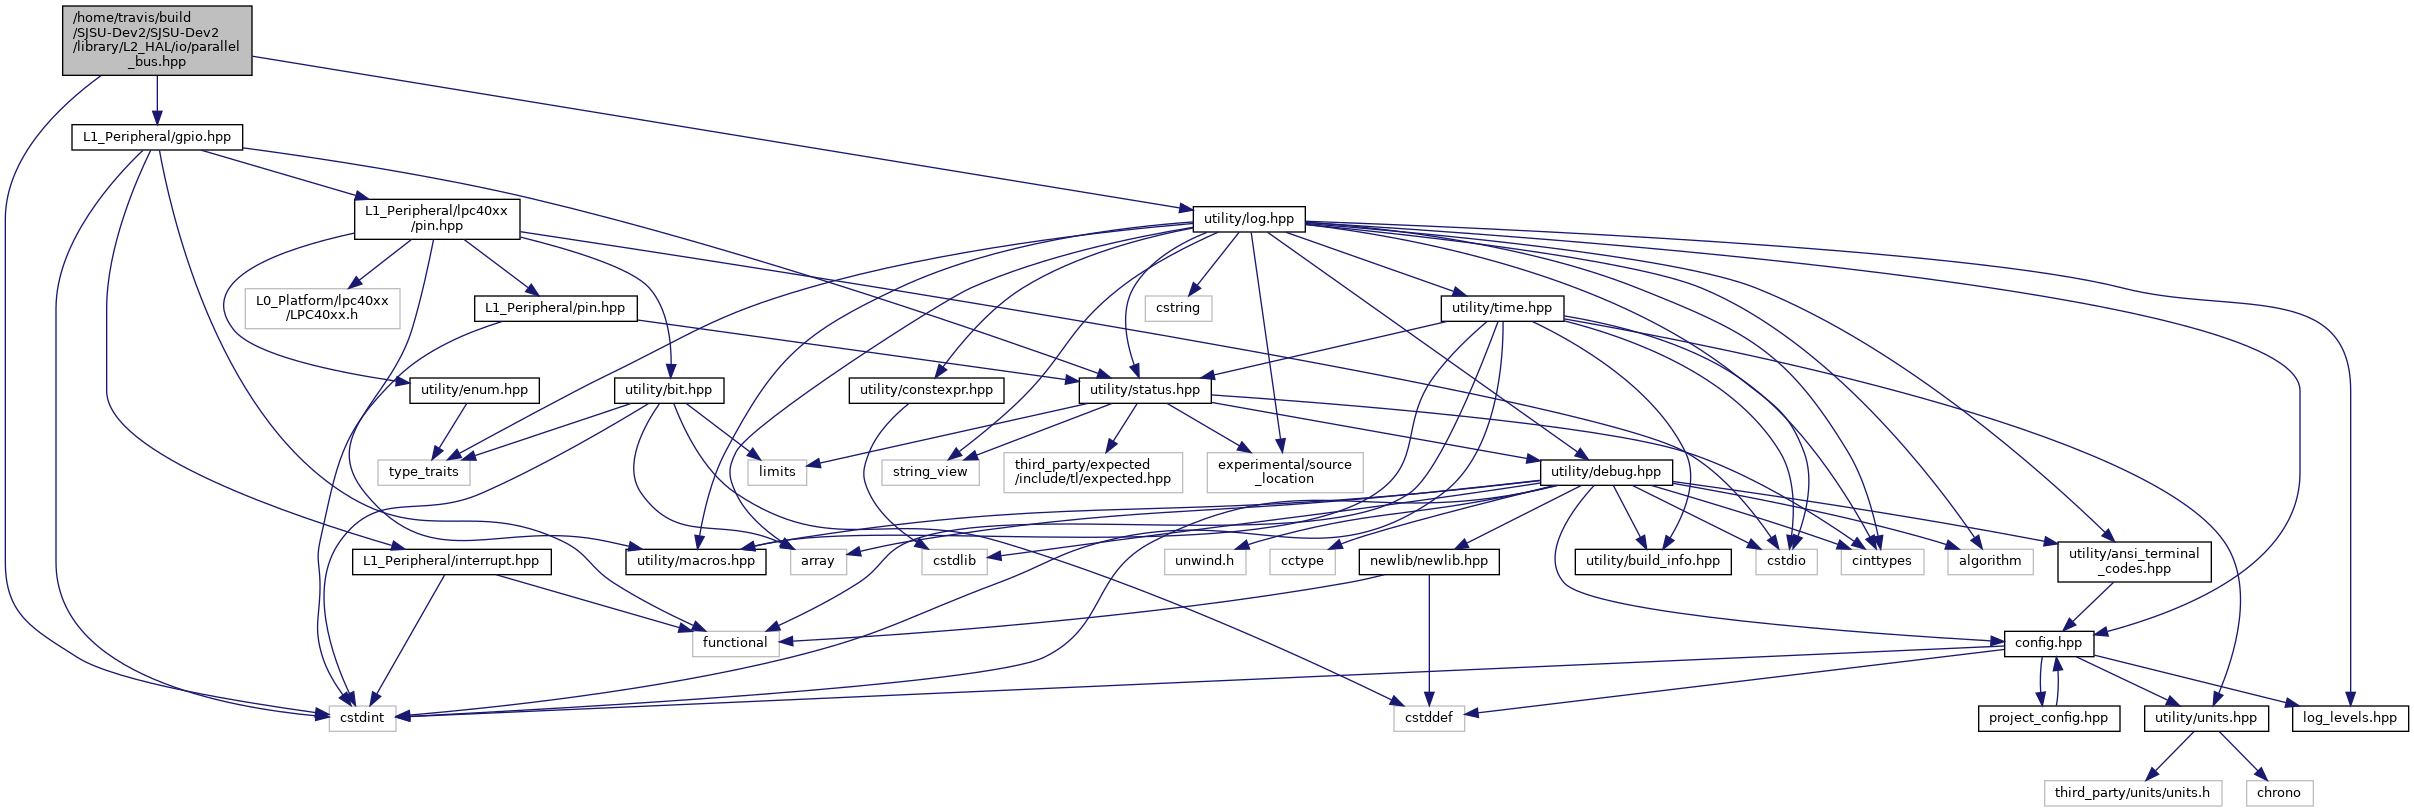 /home/travis/build
/SJSU-Dev2/SJSU-Dev2
/library/L2_HAL/io/parallel
_bus.hpp
L1_Peripheral/gpio.hpp
L1_Peripheral/lpc40xx
/pin.hpp
utility/log.hpp
L0_Platform/lpc40xx
/LPC40xx.h
L1_Peripheral/pin.hpp
cstring
utility/time.hpp
utility/enum.hpp
utility/bit.hpp
utility/constexpr.hpp
utility/status.hpp
type_traits
limits
string_view
third_party/expected
/include/tl/expected.hpp
experimental/source
_location
utility/debug.hpp
L1_Peripheral/interrupt.hpp
utility/macros.hpp
array
cstdlib
unwind.h
cctype
newlib/newlib.hpp
utility/build_info.hpp
cstdio
cinttypes
algorithm
utility/ansi_terminal
_codes.hpp
functional
config.hpp
cstdint
cstddef
project_config.hpp
utility/units.hpp
log_levels.hpp
third_party/units/units.h
chrono